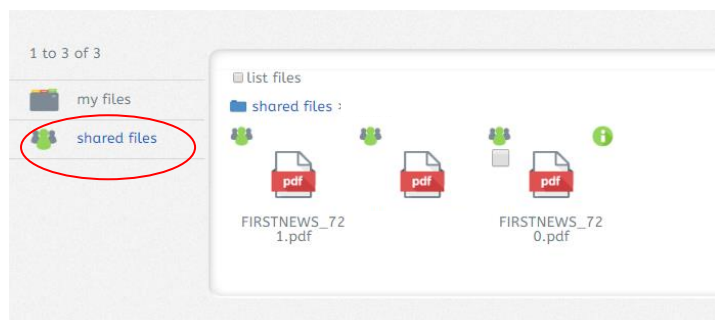 1 to 3 of 3
my files
shared files
list files
shared files :
pdf
pdf
pdf
FIRSTNEWS_72
1.pdf
FIRSTNEWS_72
0.pdf